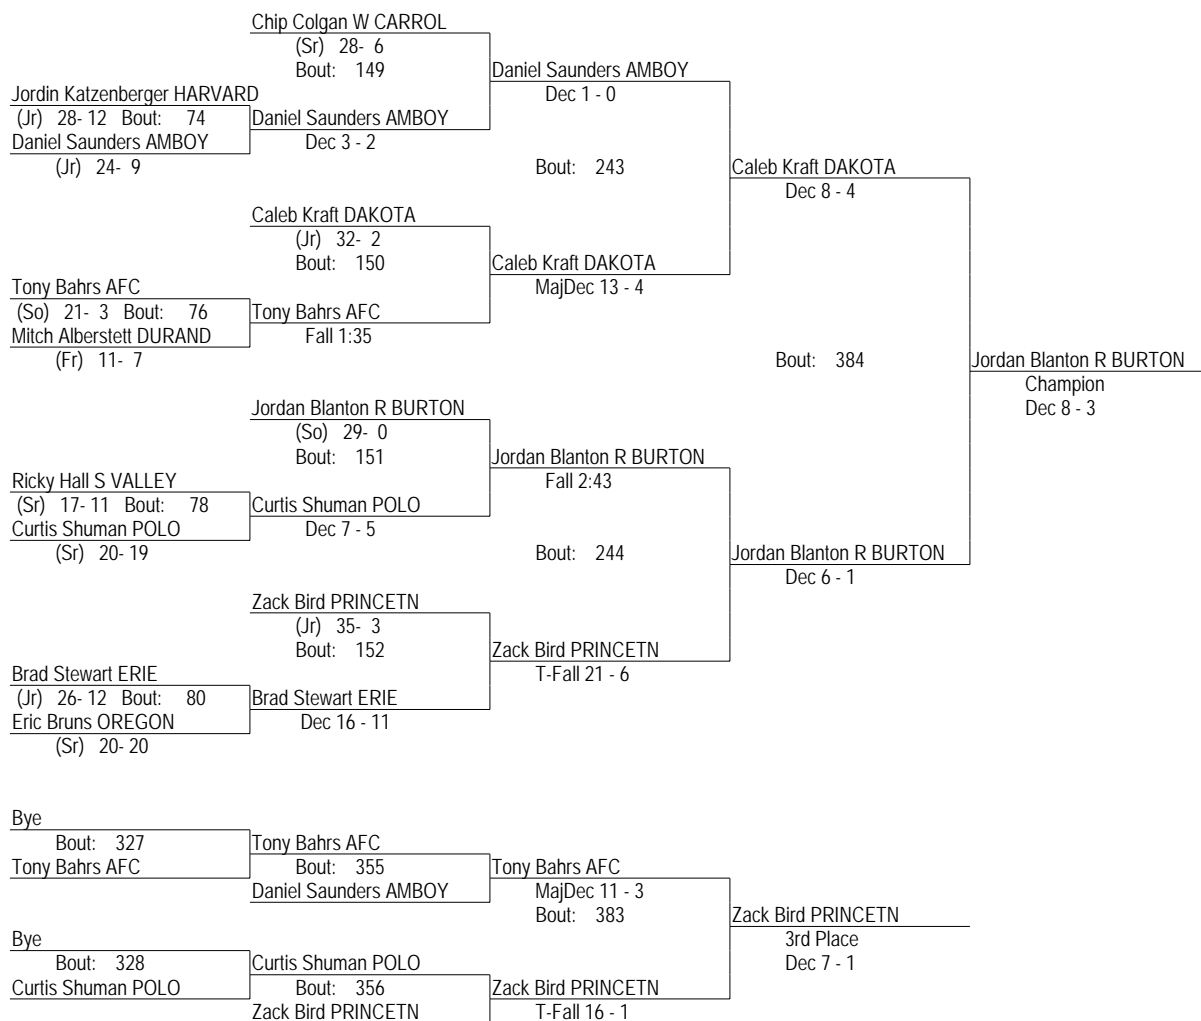 Chip Colgan W CARROL
(Sr) 28- 6
Bout: 149
Daniel Saunders AMBOY
Dec 1 - 0
Jordin Katzenberger HARVARD
(Jr) 28- 12 Bout: 74
Daniel Saunders AMBOY
Daniel Saunders AMBOY
Dec 3 - 2
(Jr) 24- 9
Bout: 243
Caleb Kraft DAKOTA
Dec 8 - 4
Caleb Kraft DAKOTA
(Jr) 32- 2
Bout: 150
Caleb Kraft DAKOTA
MajDec 13 - 4
Tony Bahrs AFC
(So) 21- 3 Bout: 76
Tony Bahrs AFC
Mitch Alberstett DURAND
Fall 1:35
(Fr) 11- 7
Bout: 384
Jordan Blanton R BURTON
Champion
Dec 8 - 3
Jordan Blanton R BURTON
(So) 29- 0
Bout: 151
Jordan Blanton R BURTON
Fall 2:43
Ricky Hall S VALLEY
(Sr) 17- 11 Bout: 78
Curtis Shuman POLO
Curtis Shuman POLO
Dec 7 - 5
(Sr) 20- 19
Bout: 244
Jordan Blanton R BURTON
Dec 6 - 1
Zack Bird PRINCETN
(Jr) 35- 3
Bout: 152
Zack Bird PRINCETN
T-Fall 21 - 6
Brad Stewart ERIE
(Jr) 26- 12 Bout: 80
Brad Stewart ERIE
Eric Bruns OREGON
Dec 16 - 11
(Sr) 20- 20
Bye
Bout: 327
Tony Bahrs AFC
Tony Bahrs AFC
Bout: 355
Tony Bahrs AFC
Daniel Saunders AMBOY
MajDec 11 - 3
Bout: 383
Zack Bird PRINCETN
3rd Place
Dec 7 - 1
Bye
Bout: 328
Curtis Shuman POLO
Curtis Shuman POLO
Bout: 356
Zack Bird PRINCETN
Zack Bird PRINCETN
T-Fall 16 - 1